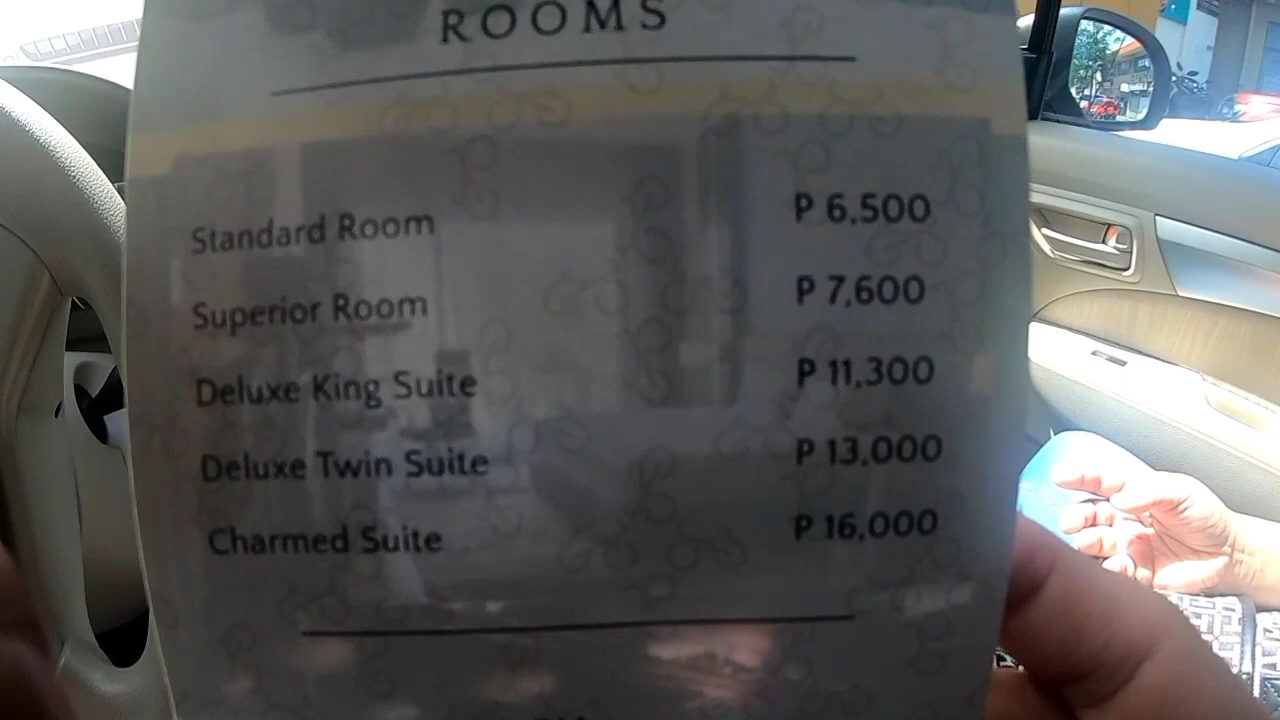 ROOMS
Standard Room P 6,500
Superior Room P 7,600
Deluxe King Suite P 11,300
Deluxe Twin Suite P 13,000
Charmed Suite P 16,000